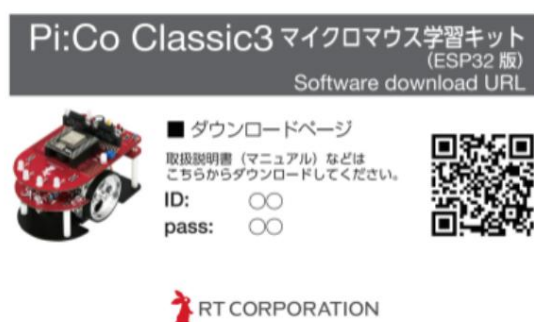 Pi:Co Classic3 マイクロマウス学習キット
(ESP32 版)
Software download URL
■ ダウンロードページ
取扱説明書（マニュアル）などは
こちらからダウンロードしてください。
ID: ○○
pass: ○○
RT CORPORATION